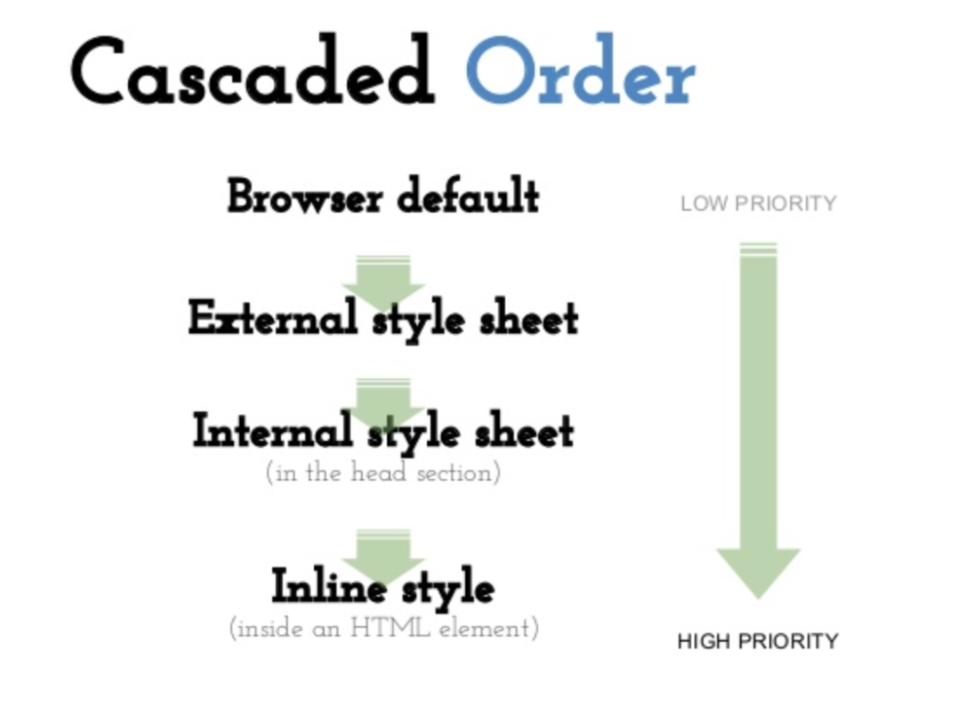 Cascaded Order
Browser default
LOW PRIORITY
External style sheet
Internal style sheet
(in the head section)
Inline style
(inside an HTML element)
HIGH PRIORITY